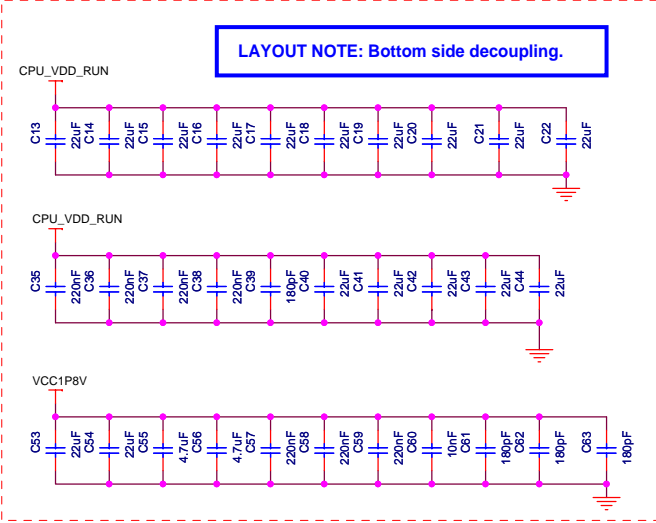 LAYOUT NOTE: Bottom side decoupling.
CPU_VDD_RUN
C13 22uF C14 22uF C15 22uF C16 22uF C17 22uF C18 22uF C19 22uF C20 22uF C21 22uF C22 22uF
CPU_VDD_RUN
C35 220nF C36 220nF C37 220nF C38 220nF C39 180pF C40 22uF C41 22uF C42 22uF C43 22uF C44 22uF
VCC1P8V
C53 22uF C54 22uF C55 4.7uF C56 4.7uF C57 220nF C58 220nF C59 220nF C60 10nF C61 180pF C62 180pF C63 180pF